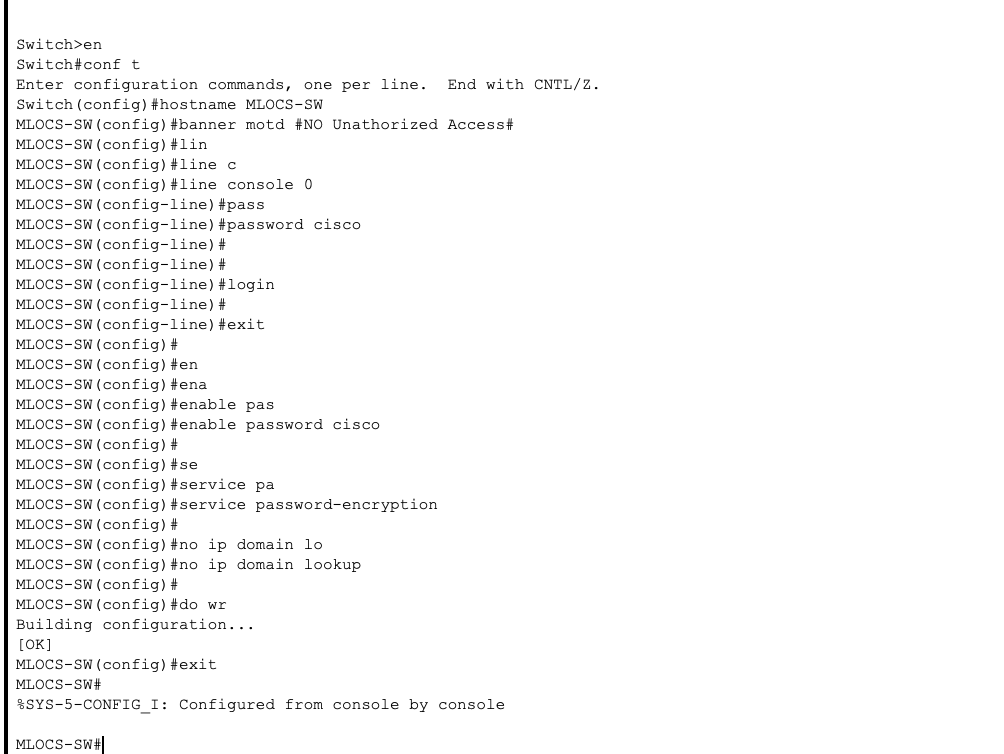 Switch>en
Switch#conf t
Enter configuration commands, one per line.  End with CNTL/Z.
Switch(config)#hostname MLOCS-SW
MLOCS-SW(config)#banner motd #NO Unathorized Access#
MLOCS-SW(config)#lin
MLOCS-SW(config)#line c
MLOCS-SW(config)#line console 0
MLOCS-SW(config-line)#pass
MLOCS-SW(config-line)#password cisco
MLOCS-SW(config-line)#
MLOCS-SW(config-line)#
MLOCS-SW(config-line)#login
MLOCS-SW(config-line)#
MLOCS-SW(config-line)#exit
MLOCS-SW(config)#
MLOCS-SW(config)#en
MLOCS-SW(config)#ena
MLOCS-SW(config)#enable pas
MLOCS-SW(config)#enable password cisco
MLOCS-SW(config)#
MLOCS-SW(config)#se
MLOCS-SW(config)#service pa
MLOCS-SW(config)#service password-encryption
MLOCS-SW(config)#
MLOCS-SW(config)#no ip domain lo
MLOCS-SW(config)#no ip domain lookup
MLOCS-SW(config)#
MLOCS-SW(config)#do wr
Building configuration...
[OK]
MLOCS-SW(config)#exit
MLOCS-SW#
%SYS-5-CONFIG_I: Configured from console by console
MLOCS-SW#